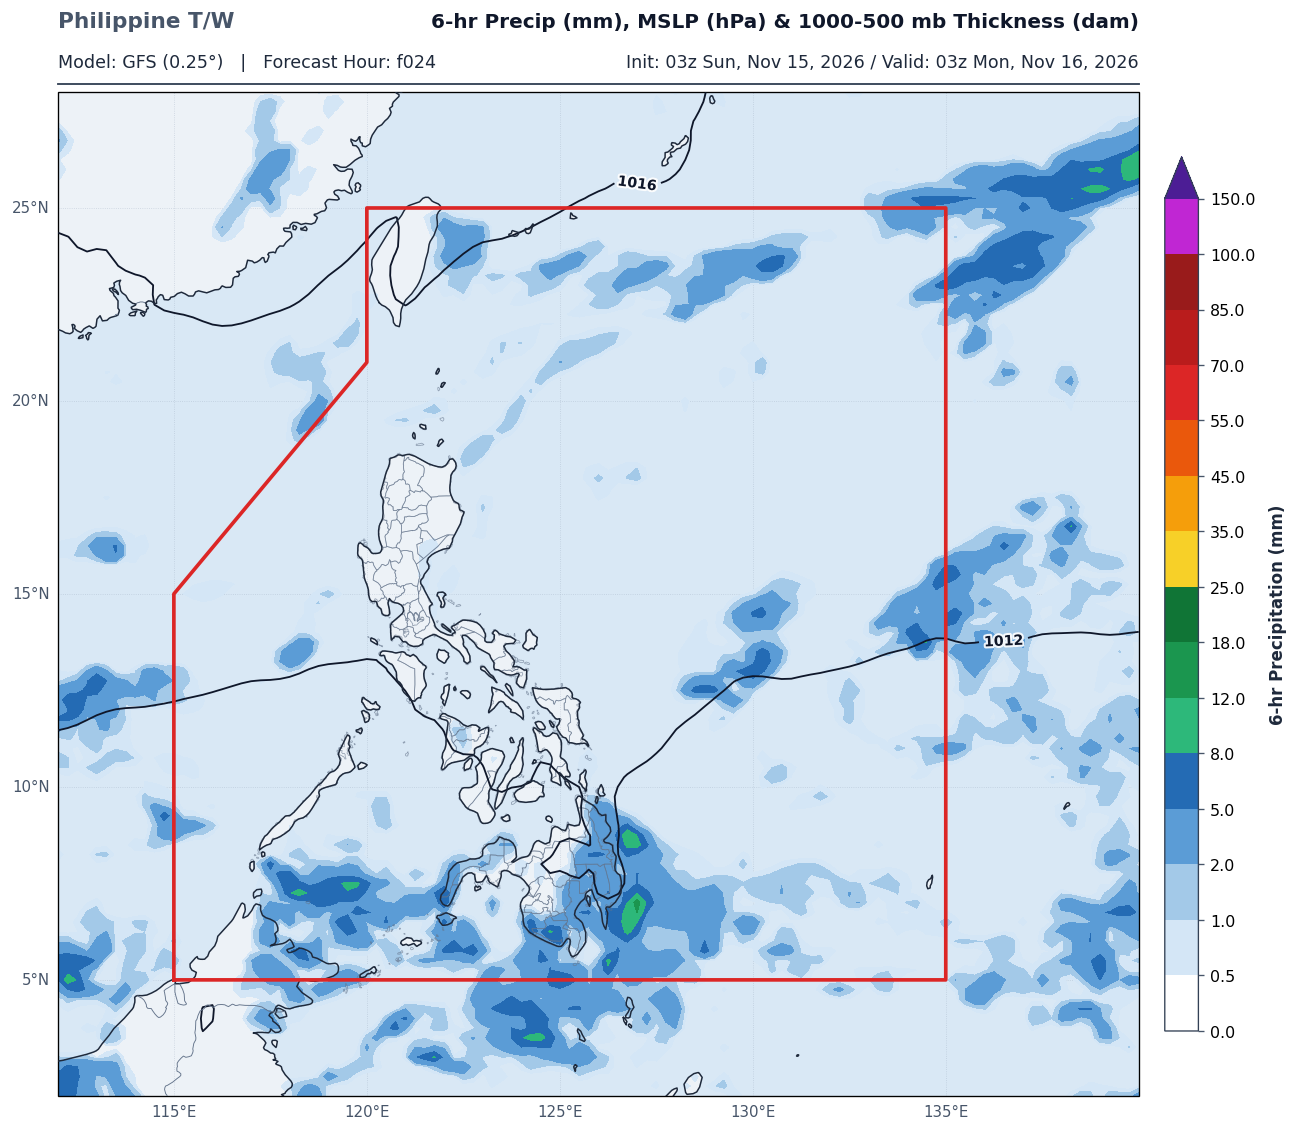 Philippine T/W
6-hr Precip (mm), MSLP (hPa) & 1000-500 mb Thickness (dam)
Model: GFS (0.25°) | Forecast Hour: f024
Init: 03z Sun, Nov 15, 2026 / Valid: 03z Mon, Nov 16, 2026
1016
1012
25°N
20°N
15°N
10°N
5°N
115°E
120°E
125°E
130°E
135°E
150.0
100.0
85.0
70.0
55.0
45.0
35.0
25.0
18.0
12.0
8.0
5.0
2.0
1.0
0.5
0.0
6-hr Precipitation (mm)